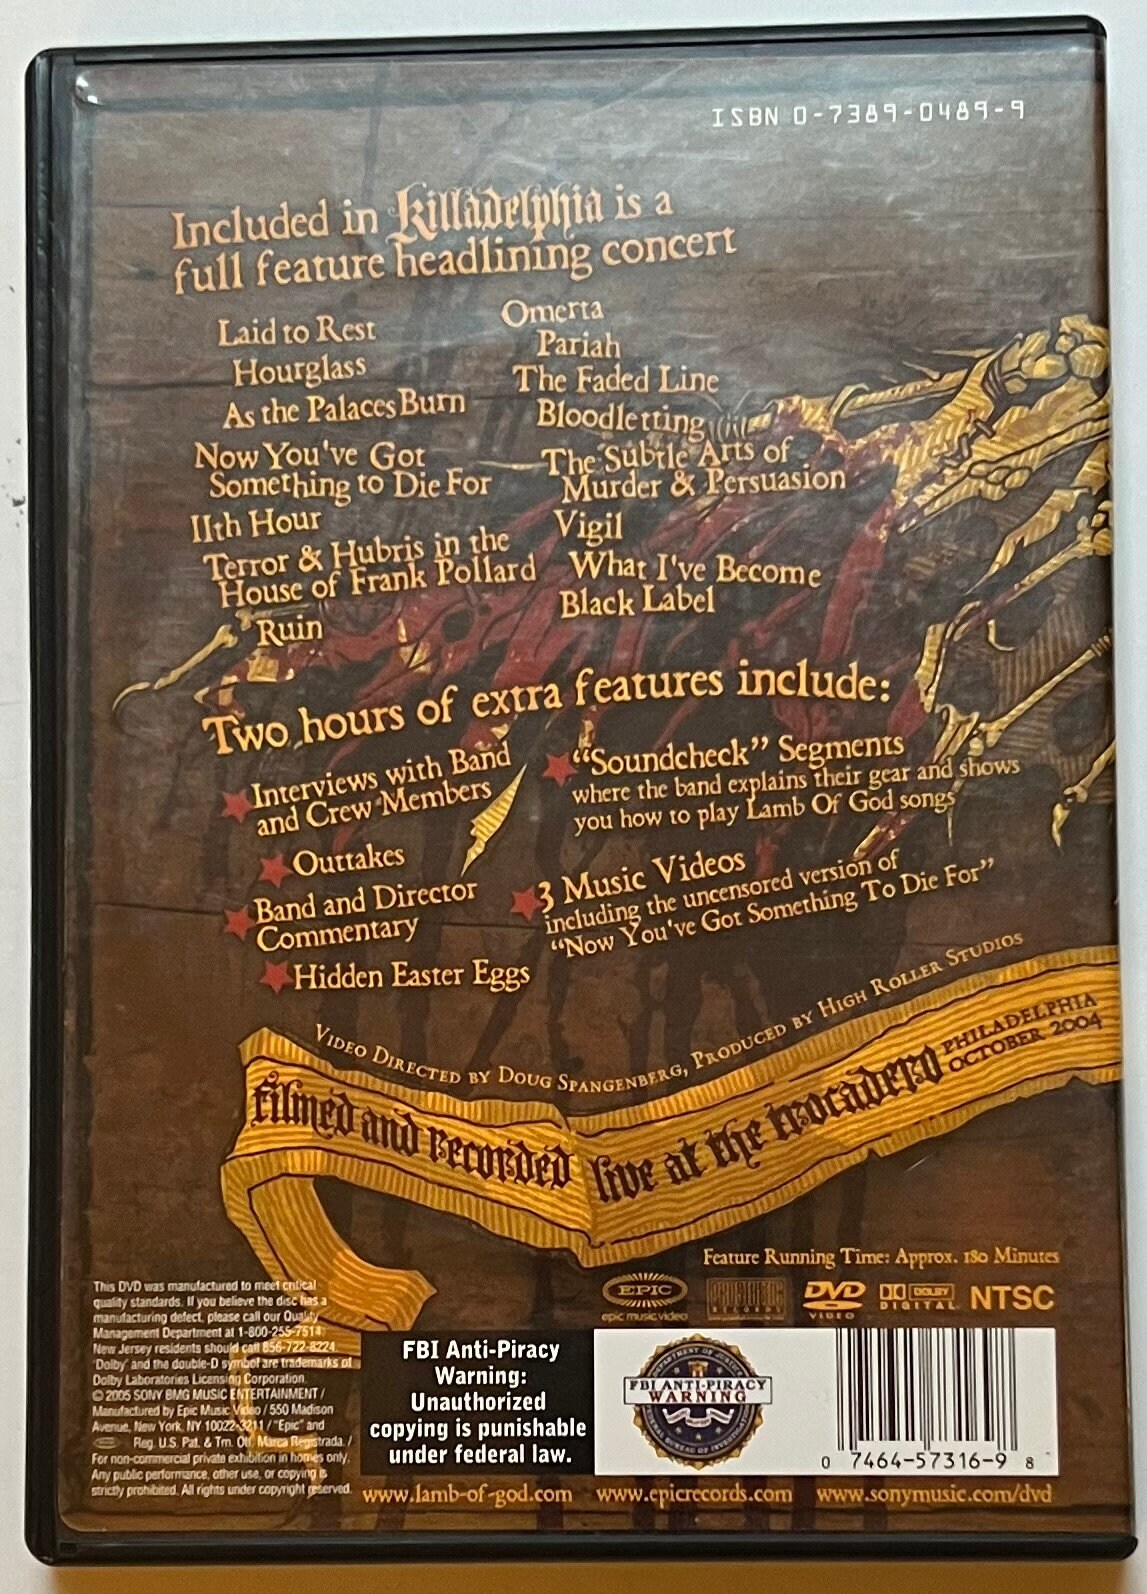 ISBN 0-7389-0489-9
Included in Killadelphia is a
full feature headlining concert
Laid to Rest
Hourglass
As the Palaces Burn
Now You've Got
Something to Die For
11th Hour
Terror & Hubris in the
House of Frank Pollard
Ruin
Omerta
Pariah
The Faded Line
Bloodletting
The Subtle Arts of
Murder & Persuasion
Vigil
What I've Become
Black Label
Two hours of extra features include:
Interviews with Band
and Crew Members
Outtakes
Band and Director
Commentary
Hidden Easter Eggs
“Soundcheck” Segments
where the band explains their gear and shows
you how to play Lamb Of God songs
3 Music Videos
including the uncensored version of
“Now You've Got Something To Die For”
Video Directed by Doug Spangenberg, Produced by High Roller Studios
filmed and recorded live at the trocadero
PHILADELPHIA
OCTOBER 2004
Feature Running Time: Approx. 180 Minutes
EPIC
epic music video
PROSTHETIC
RECORDS
DVD
VIDEO
DOLBY
DIGITAL
NTSC
This DVD was manufactured to meet critical
quality standards. If you believe the disc has a
manufacturing defect, please call our Quality
Management Department at 1-800-255-7514
New Jersey residents should call 856-722-8224
'Dolby' and the double-D symbol are trademarks of
Dolby Laboratories Licensing Corporation.
© 2005 SONY BMG MUSIC ENTERTAINMENT /
Manufactured by Epic Music Video / 550 Madison
Avenue, New York, NY 10022-3211 / "Epic" and
Reg. U.S. Pat. & Tm. Off. Marca Registrada. /
For non-commercial private exhibition in homes only.
Any public performance, other use, or copying is
strictly prohibited. All rights under copyright reserved.
FBI Anti-Piracy
Warning:
Unauthorized
copying is punishable
under federal law.
FBI ANTI-PIRACY
WARNING
0 7464-57316-9 8
www.lamb-of-god.com www.epicrecords.com www.sonymusic.com/dvd